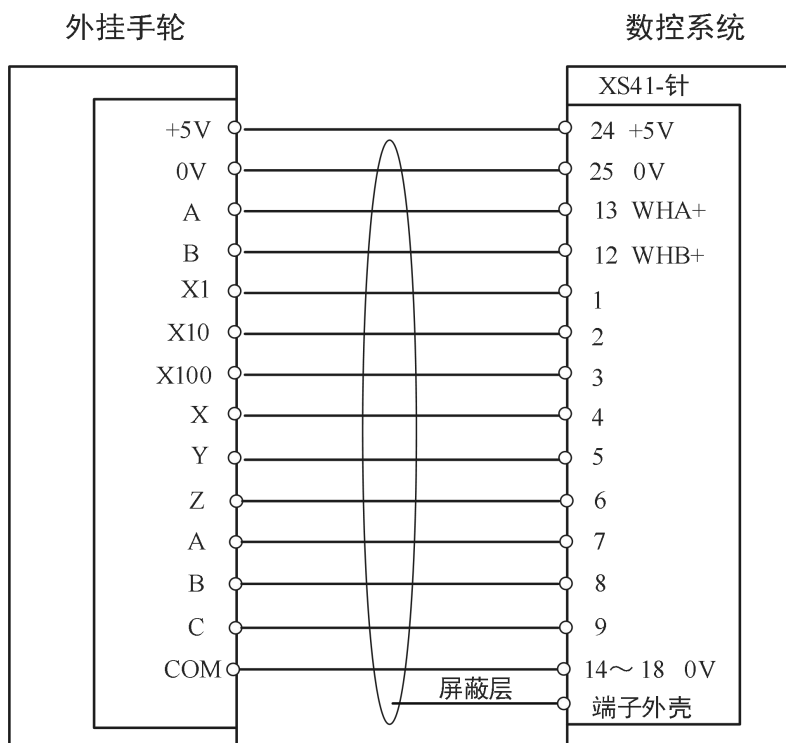 外挂手轮 数控系统
XS41-针
+5V 24 +5V
0V 25 0V
A 13 WHA+
B 12 WHB+
X1 1
X10 2
X100 3
X 4
Y 5
Z 6
A 7
B 8
C 9
COM 14～18 0V
屏蔽层 端子外壳